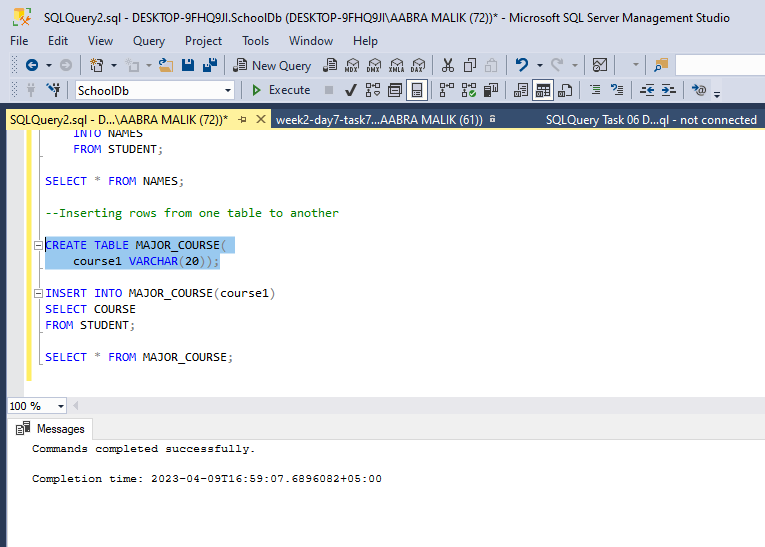 SQLQuery2.sql - DESKTOP-9FHQ9JI.SchoolDb (DESKTOP-9FHQ9JI\AABRA MALIK (72))* - Microsoft SQL Server Management Studio
File Edit View Query Project Tools Window Help
New Query MDX DMX XMLA DAX
SchoolDb Execute
SQLQuery2.sql - D...\AABRA MALIK (72))* week2-day7-task7...AABRA MALIK (61)) SQLQuery Task 06 D...ql - not connected
INTO NAMES
FROM STUDENT;
SELECT * FROM NAMES;
--Inserting rows from one table to another
CREATE TABLE MAJOR_COURSE(
course1 VARCHAR(20));
INSERT INTO MAJOR_COURSE(course1)
SELECT COURSE
FROM STUDENT;
SELECT * FROM MAJOR_COURSE;
100 %
Messages
Commands completed successfully.
Completion time: 2023-04-09T16:59:07.6896082+05:00